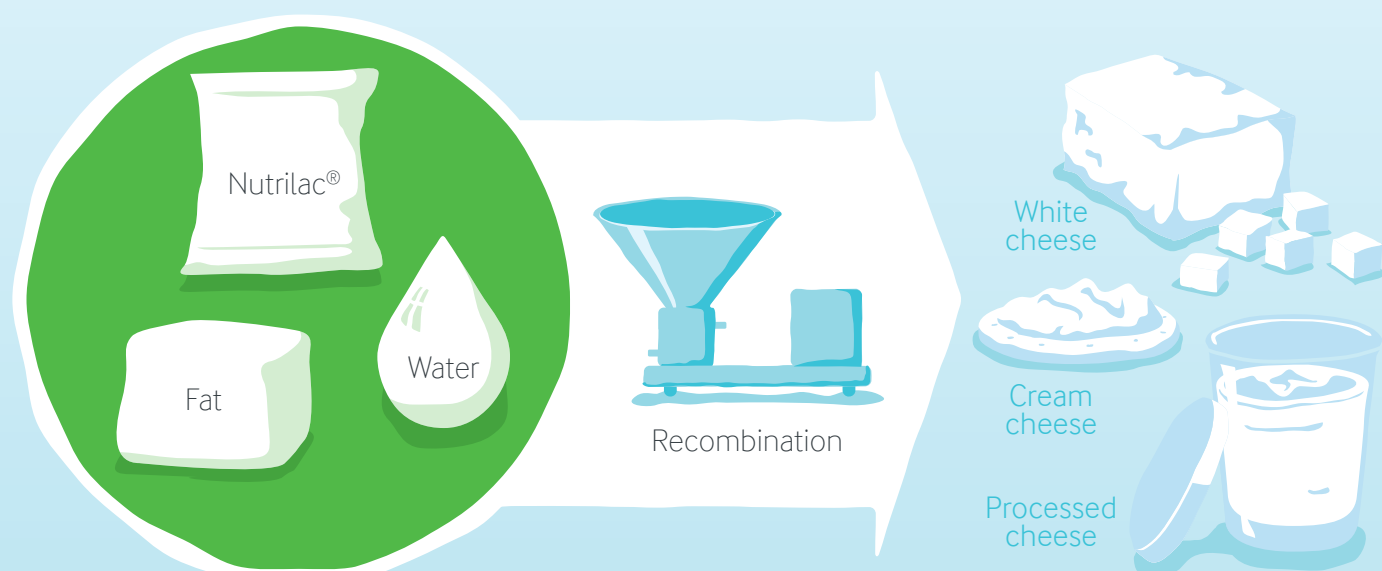 Nutrilac®
Fat
Water
Recombination
White
cheese
Cream
cheese
Processed
cheese